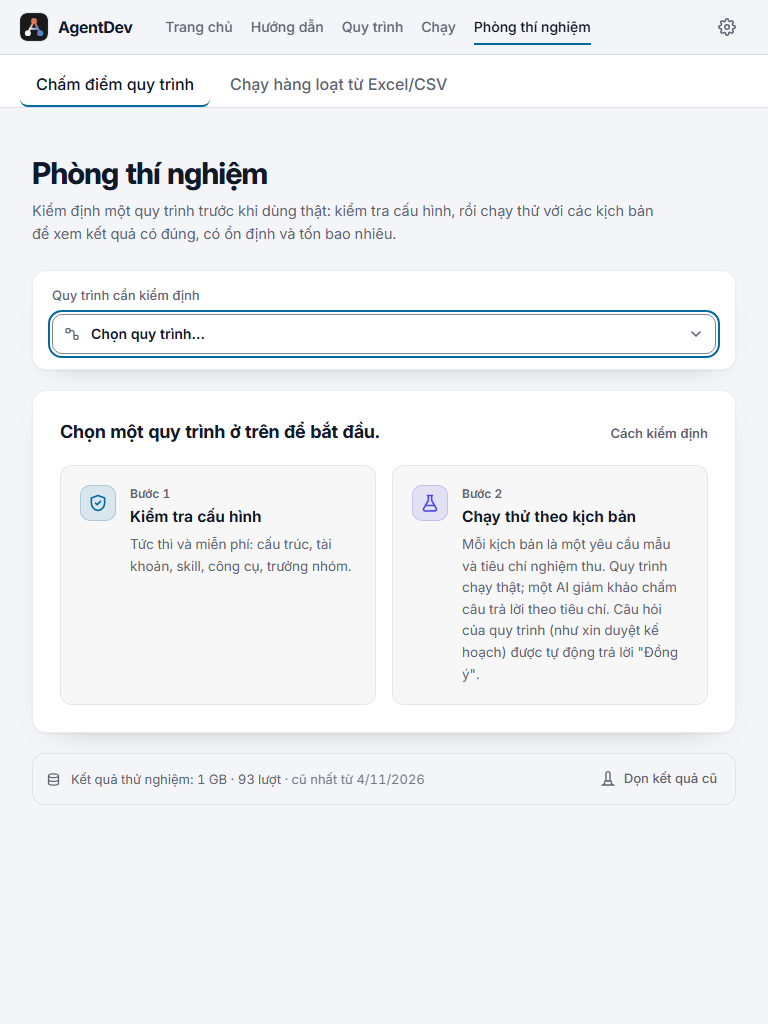 AgentDev
Trang chủ
Hướng dẫn
Quy trình
Chạy
Phòng thí nghiệm
Chấm điểm quy trình
Chạy hàng loạt từ Excel/CSV
Phòng thí nghiệm
Kiểm định một quy trình trước khi dùng thật: kiểm tra cấu hình, rồi chạy thử với các kịch bản
để xem kết quả có đúng, có ổn định và tốn bao nhiêu.
Quy trình cần kiểm định
Chọn quy trình...
Chọn một quy trình ở trên để bắt đầu.
Cách kiểm định
Bước 1
Kiểm tra cấu hình
Tức thì và miễn phí: cấu trúc, tài
khoản, skill, công cụ, trưởng nhóm.
Bước 2
Chạy thử theo kịch bản
Mỗi kịch bản là một yêu cầu mẫu
và tiêu chí nghiệm thu. Quy trình
chạy thật; một AI giám khảo chấm
câu trả lời theo tiêu chí. Câu hỏi
của quy trình (như xin duyệt kế
hoạch) được tự động trả lời "Đồng
ý".
Kết quả thử nghiệm: 1 GB · 93 lượt · cũ nhất từ 4/11/2026
Dọn kết quả cũ